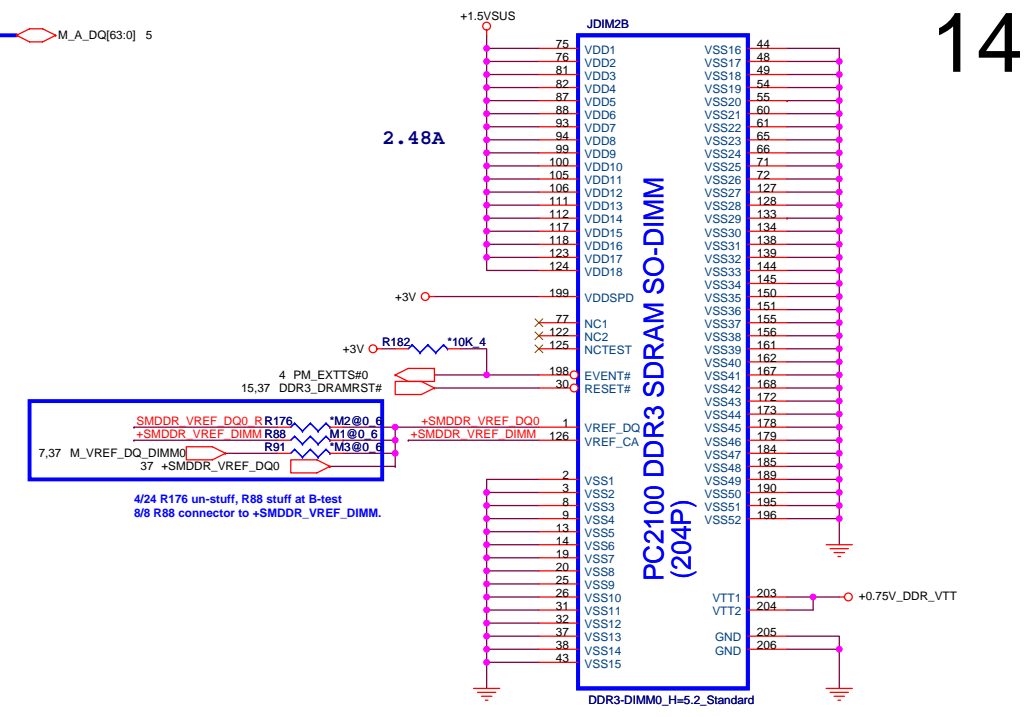 14
M_A_DQ[63:0] 5
+1.5VSUS
JDIM2B
2.48A
75 VDD1
76 VDD2
81 VDD3
82 VDD4
87 VDD5
88 VDD6
93 VDD7
94 VDD8
99 VDD9
100 VDD10
105 VDD11
106 VDD12
111 VDD13
112 VDD14
117 VDD15
118 VDD16
123 VDD17
124 VDD18
+3V 199 VDDSPD
77 NC1
122 NC2
125 NCTEST
+3V R182 *10K_4
4 PM_EXTTS#0 198 EVENT#
15,37 DDR3_DRAMRST# 30 RESET#
SMDDR_VREF_DQ0_R R176 *M2@0_6
+SMDDR_VREF_DIMM R88 M1@0_6
7,37 M_VREF_DQ_DIMM0 R91 *M3@0_6
37 +SMDDR_VREF_DQ0
+SMDDR_VREF_DQ0 1 VREF_DQ
+SMDDR_VREF_DIMM 126 VREF_CA
4/24 R176 un-stuff, R88 stuff at B-test
8/8 R88 connector to +SMDDR_VREF_DIMM.
2 VSS1
3 VSS2
8 VSS3
9 VSS4
13 VSS5
14 VSS6
19 VSS7
20 VSS8
25 VSS9
26 VSS10
31 VSS11
32 VSS12
37 VSS13
38 VSS14
43 VSS15
PC2100 DDR3 SDRAM SO-DIMM
(204P)
VSS16 44
VSS17 48
VSS18 49
VSS19 54
VSS20 55
VSS21 60
VSS22 61
VSS23 65
VSS24 66
VSS25 71
VSS26 72
VSS27 127
VSS28 128
VSS29 133
VSS30 134
VSS31 138
VSS32 139
VSS33 144
VSS34 145
VSS35 150
VSS36 151
VSS37 155
VSS38 156
VSS39 161
VSS40 162
VSS41 167
VSS42 168
VSS43 172
VSS44 173
VSS45 178
VSS46 179
VSS47 184
VSS48 185
VSS49 189
VSS50 190
VSS51 195
VSS52 196
VTT1 203
VTT2 204
+0.75V_DDR_VTT
GND 205
GND 206
DDR3-DIMM0_H=5.2_Standard